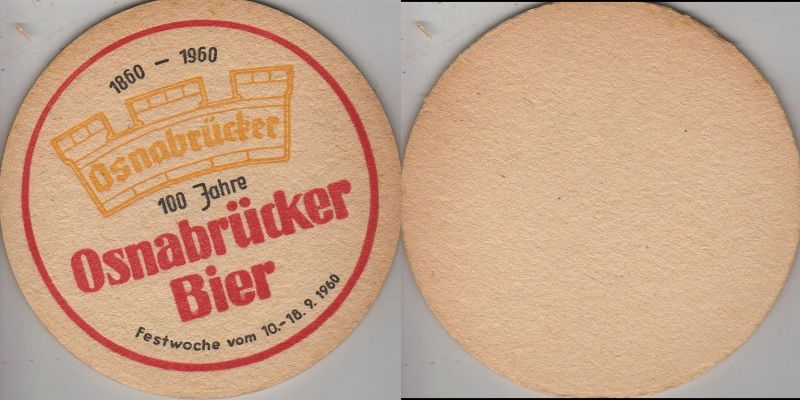 1860 – 1960
Osnabrücker
100 Jahre
Osnabrücker
Bier
Festwoche vom 10.–18.9.1960